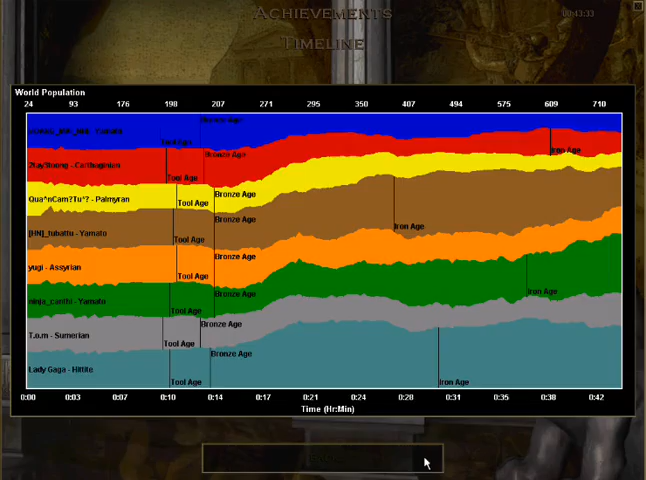 ACHIEVEMENTS
00:43:33
TIMELINE
World Population
24 93 176 198 207 271 295 350 407 494 575 609 710
Bronze Age
Tool Age
2tay3toong - Carthaginian
Bronze Age
Iron Age
Tool Age
Qua^nCam?Tu*? - Palmyran
Bronze Age
Tool Age
[HN]_tubatfu - Yamato
Bronze Age
Iron Age
Tool Age
yugi - Assyrian
Bronze Age
Tool Age
ninja_canthi - Yamato
Bronze Age
Iron Age
Tool Age
T.o.m - Sumerian
Bronze Age
Tool Age
Lady Gaga - Hittite
Bronze Age
Tool Age
Iron Age
0:00 0:03 0:07 0:10 0:14 0:17 0:21 0:24 0:28 0:31 0:35 0:38 0:42
Time (Hr:Min)